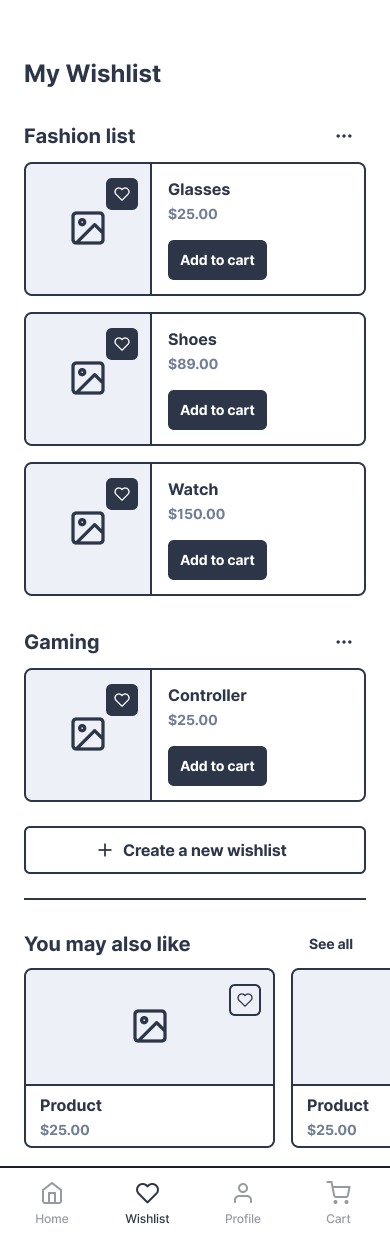 My Wishlist
Fashion list
Glasses
$25.00
Add to cart
Shoes
$89.00
Add to cart
Watch
$150.00
Add to cart
Gaming
Controller
$25.00
Add to cart
Create a new wishlist
You may also like
See all
Product
$25.00
Product
$25.00
Home
Wishlist
Profile
Cart